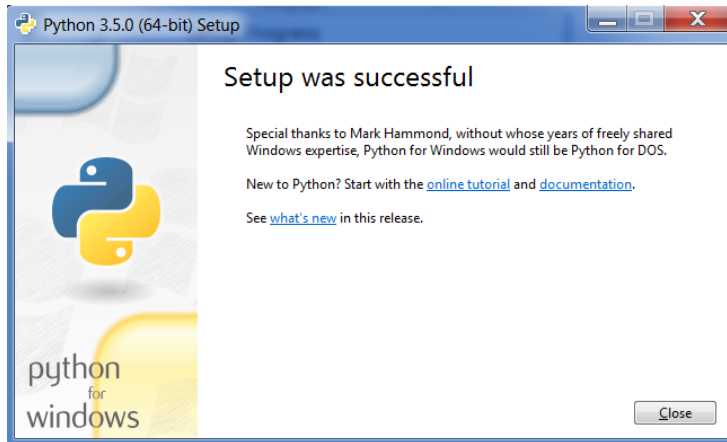 Python 3.5.0 (64-bit) Setup
Setup was successful
Special thanks to Mark Hammond, without whose years of freely shared
Windows expertise, Python for Windows would still be Python for DOS.
New to Python? Start with the online tutorial and documentation.
See what's new in this release.
python
for
windows
Close